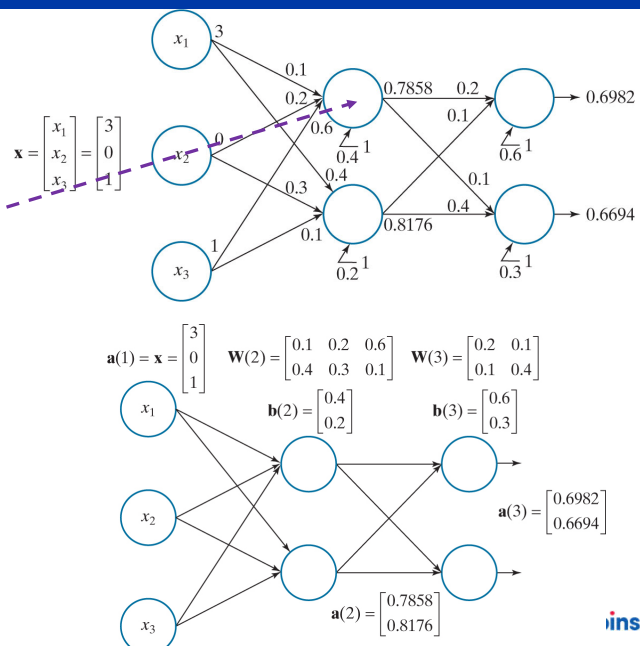 x₁ 3
0.1
0.2
0.7858 0.2
0.6982
0.6
0.1
x = [x₁ x₂ x₃] = [3 0 1]
x₂ 0
0.4 1
0.6 1
0.4
0.3
0.1
0.4
0.6694
0.1
0.8176
1
x₃
0.2 1
0.3 1
a(1) = x = [3 0 1]
W(2) = [0.1 0.2 0.6
0.4 0.3 0.1]
W(3) = [0.2 0.1
0.1 0.4]
x₁
b(2) = [0.4 0.2]
b(3) = [0.6 0.3]
x₂
a(3) = [0.6982 0.6694]
a(2) = [0.7858 0.8176]
x₃